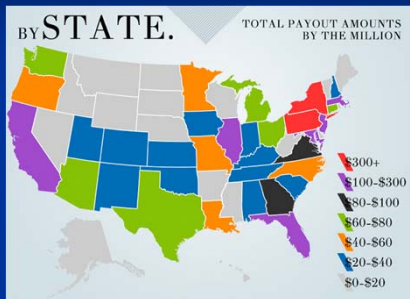 BY STATE.
TOTAL PAYOUT AMOUNTS
BY THE MILLION
$300+
$100-$300
$80-$100
$60-$80
$40-$60
$20-$40
$0-$20